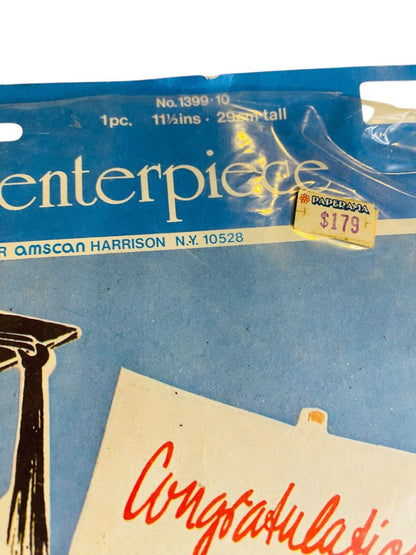 No. 1399-10
1pc. 11½ins - 29cm tall
enterpiece
PAPERAMA
$179
R amscan HARRISON N.Y. 10528
Congratulatio